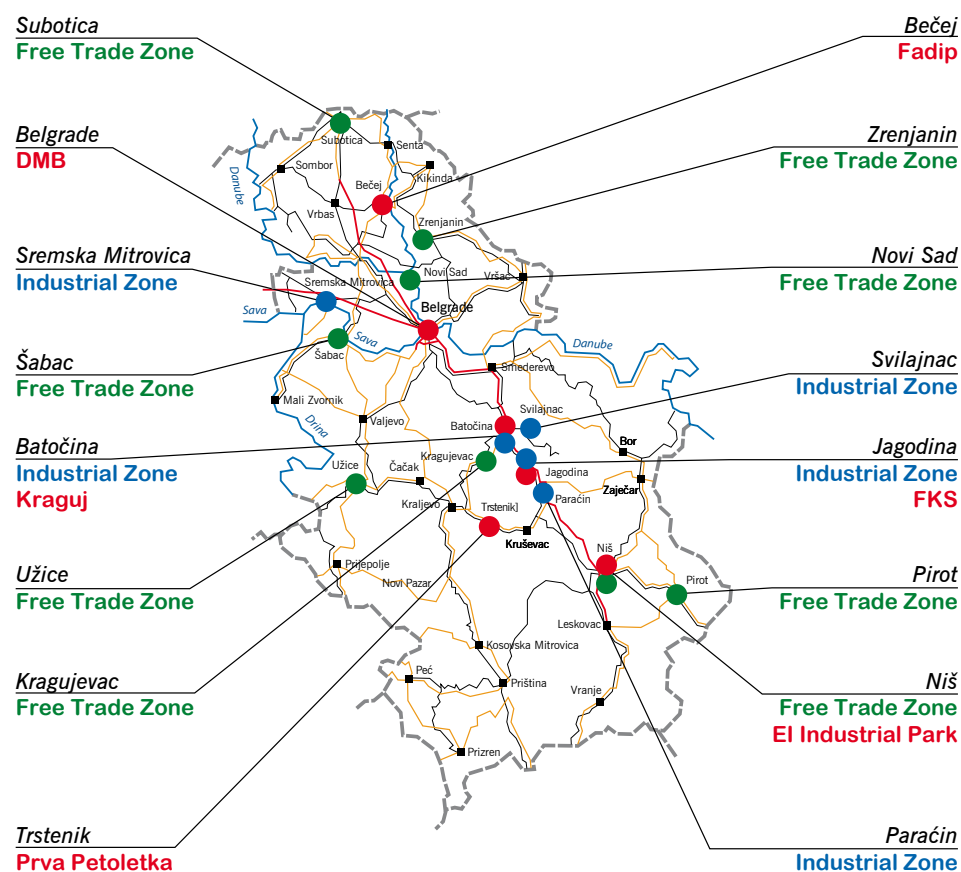 Subotica
Free Trade Zone
Bečej
Fadip
Belgrade
DMB
Zrenjanin
Free Trade Zone
Sremska Mitrovica
Industrial Zone
Novi Sad
Free Trade Zone
Šabac
Free Trade Zone
Svilajnac
Industrial Zone
Batočina
Industrial Zone
Kraguj
Jagodina
Industrial Zone
FKS
Užice
Free Trade Zone
Pirot
Free Trade Zone
Kragujevac
Free Trade Zone
Niš
Free Trade Zone
EI Industrial Park
Trstenik
Prva Petoletka
Paraćin
Industrial Zone
Subotica
Senta
Sombor
Kikinda
Danube
Bečej
Vrbas
Zrenjanin
Novi Sad
Vršac
Sremska Mitrovica
Belgrade
Sava
Sava
Danube
Šabac
Smederevo
Mali Zvornik
Drina
Valjevo
Svilajnac
Batočina
Bor
Kragujevac
Užice
Čačak
Jagodina
Zaječar
Paraćin
Kraljevo
Trstenik]
Kruševac
Niš
Prijepolje
Novi Pazar
Pirot
Leskovac
Kosovska Mitrovica
Peć
Priština
Vranje
Prizren